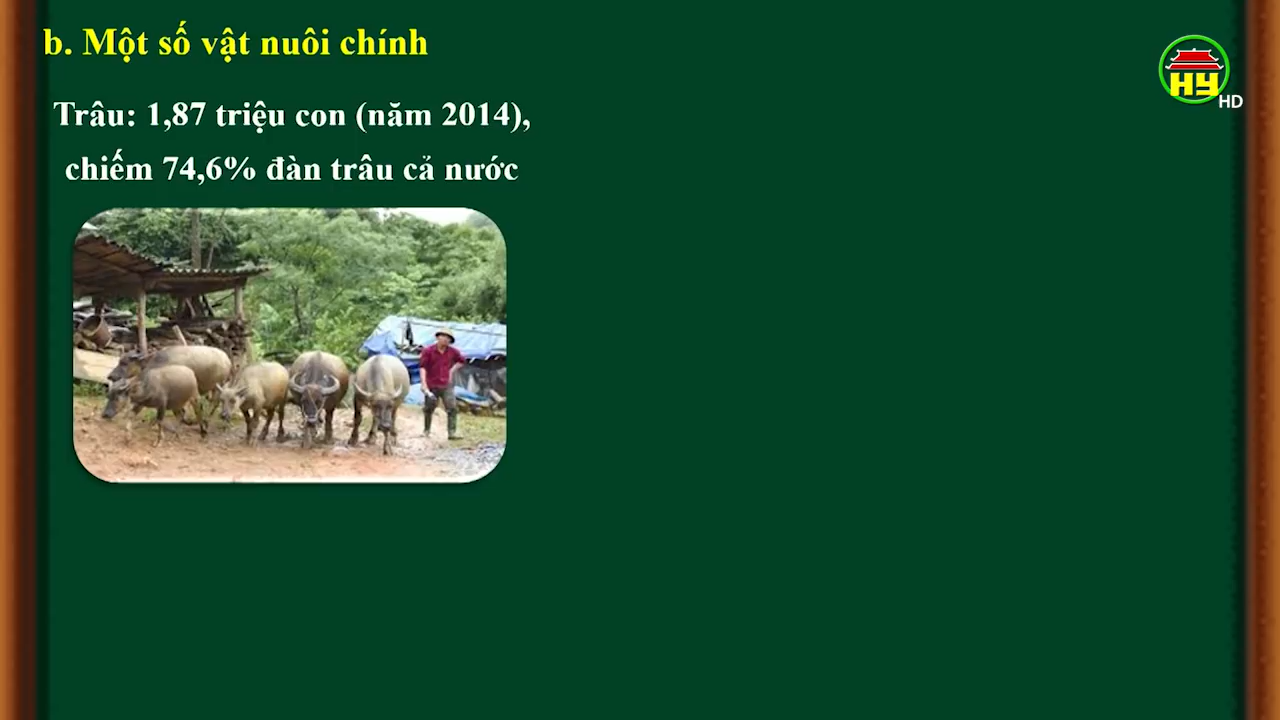 b. Một số vật nuôi chính
HY
HD
Trâu: 1,87 triệu con (năm 2014),
chiếm 74,6% đàn trâu cả nước